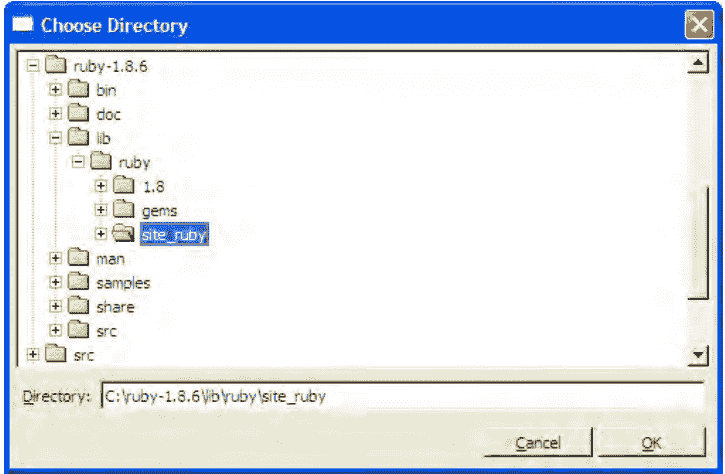 Choose Directory
ruby-1.8.6
bin
doc
lib
ruby
1.8
gems
site_ruby
man
samples
share
src
src
Directory: C:\ruby-1.8.6\lib\ruby\site_ruby
Cancel OK